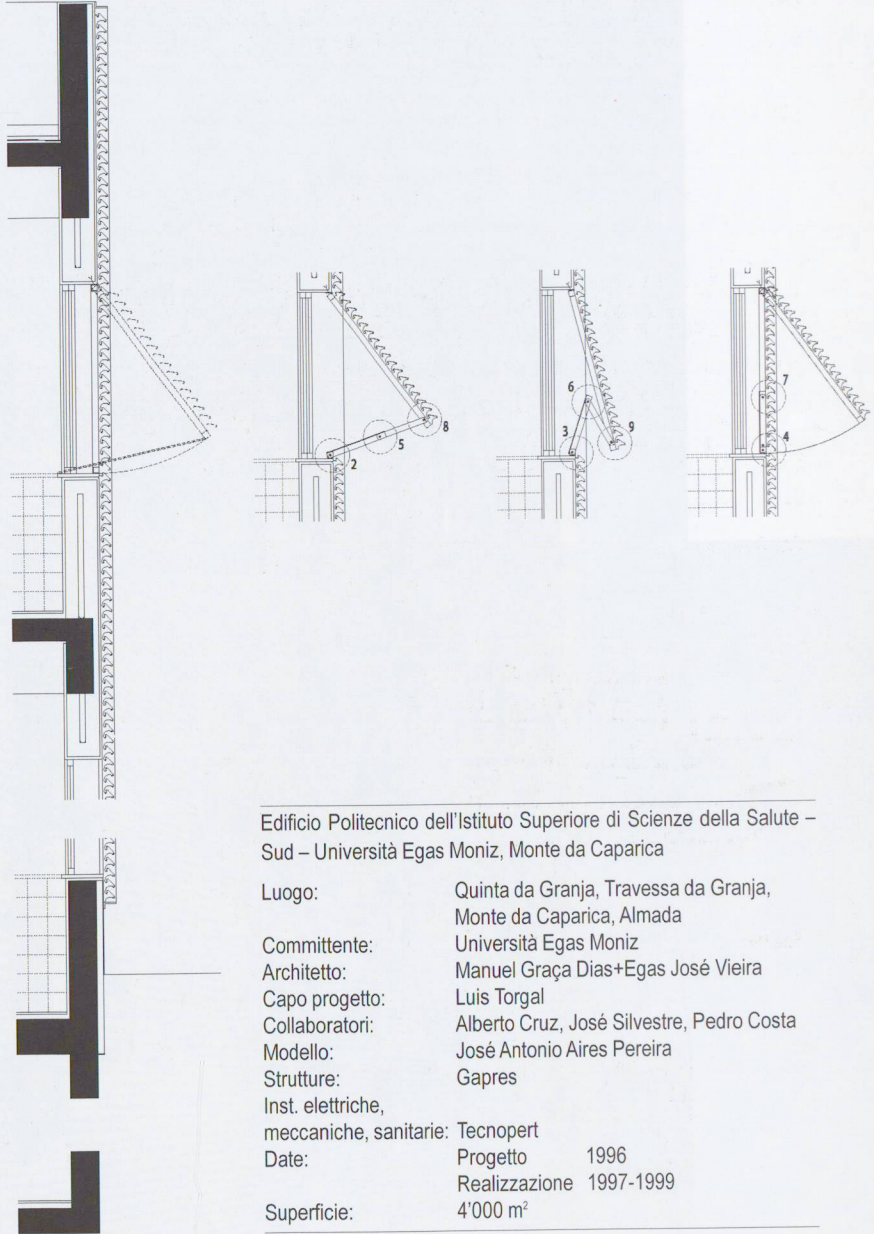 2
5
8
3
6
9
7
4
Edificio Politecnico dell'Istituto Superiore di Scienze della Salute –
Sud – Università Egas Moniz, Monte da Caparica
Luogo: Quinta da Granja, Travessa da Granja,
Monte da Caparica, Almada
Committente: Università Egas Moniz
Architetto: Manuel Graça Dias+Egas José Vieira
Capo progetto: Luis Torgal
Collaboratori: Alberto Cruz, José Silvestre, Pedro Costa
Modello: José Antonio Aires Pereira
Strutture: Gapres
Inst. elettriche,
meccaniche, sanitarie: Tecnopert
Date: Progetto 1996
Realizzazione 1997-1999
Superficie: 4'000 m²